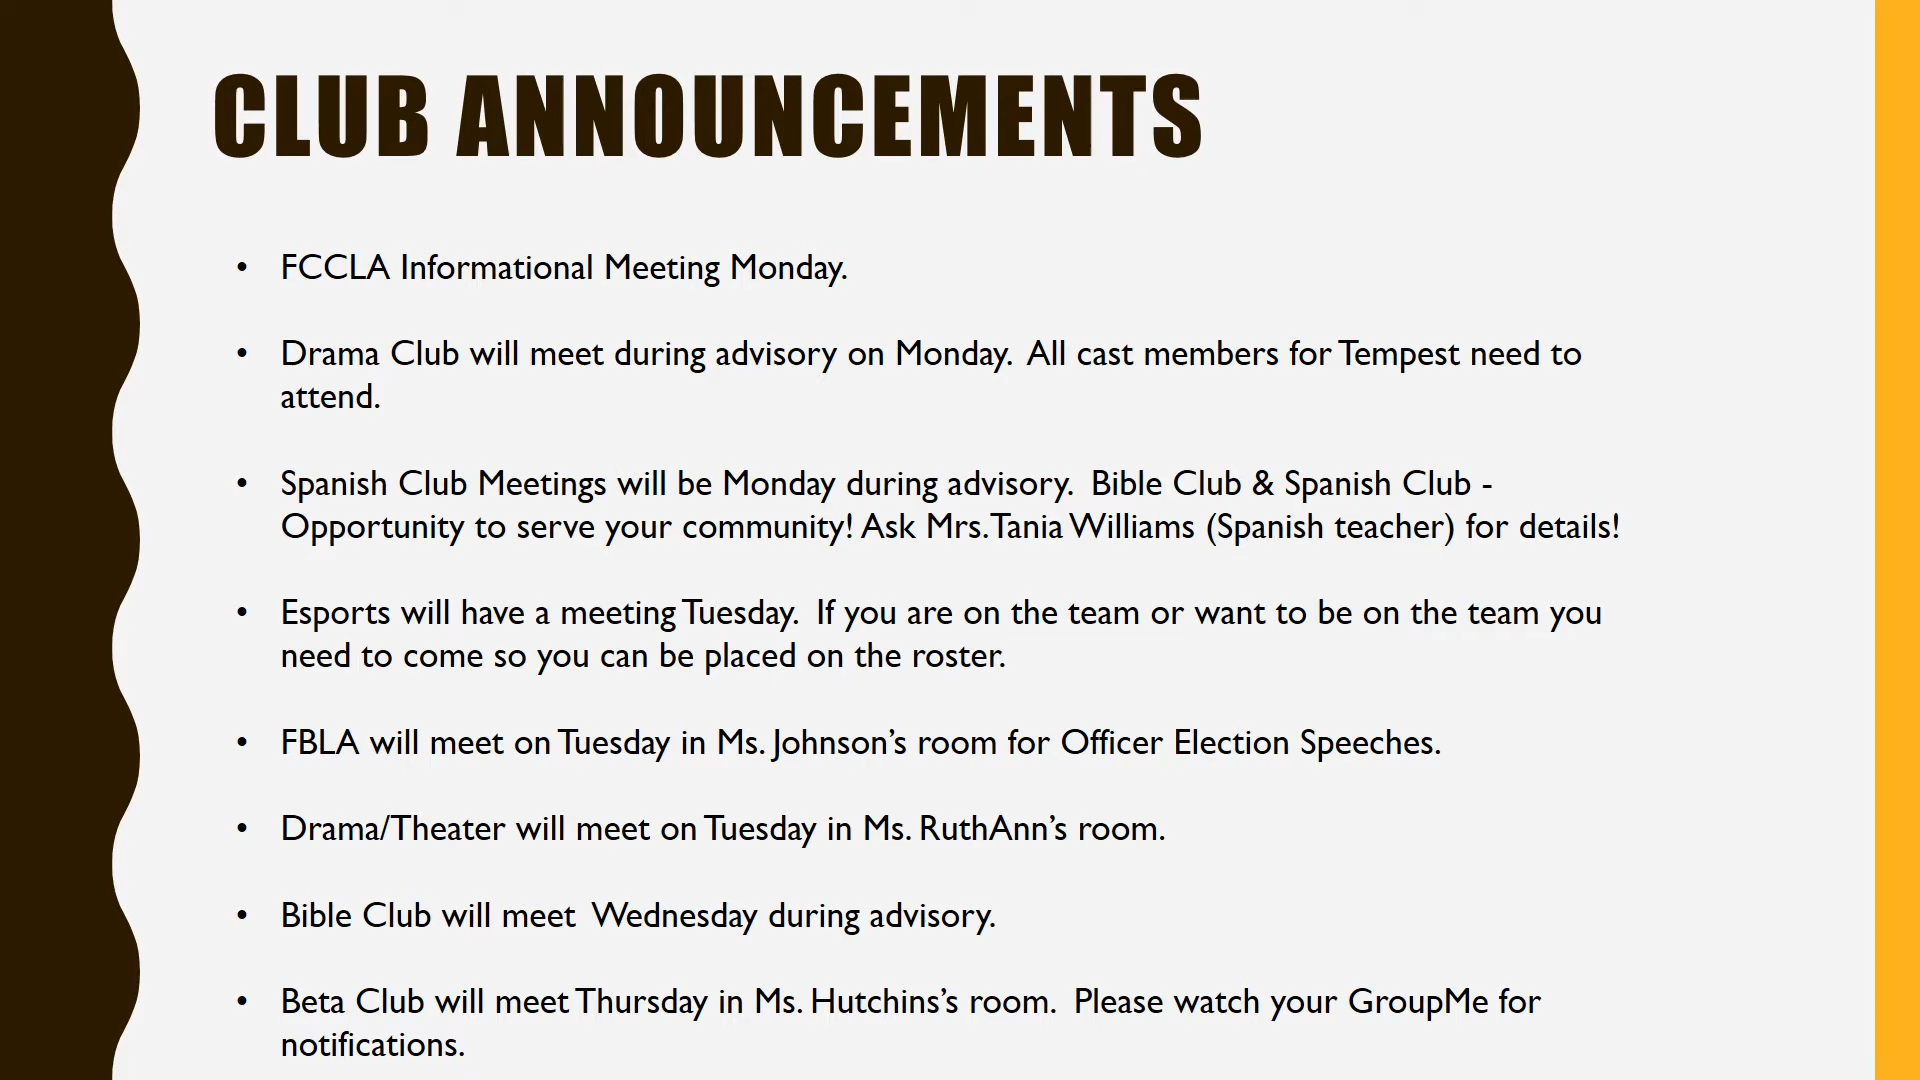 CLUB ANNOUNCEMENTS
• FCCLA Informational Meeting Monday.
• Drama Club will meet during advisory on Monday.  All cast members for Tempest need to
attend.
• Spanish Club Meetings will be Monday during advisory.  Bible Club & Spanish Club -
Opportunity to serve your community! Ask Mrs. Tania Williams (Spanish teacher) for details!
• Esports will have a meeting Tuesday.  If you are on the team or want to be on the team you
need to come so you can be placed on the roster.
• FBLA will meet on Tuesday in Ms. Johnson’s room for Officer Election Speeches.
• Drama/Theater will meet on Tuesday in Ms. RuthAnn’s room.
• Bible Club will meet  Wednesday during advisory.
• Beta Club will meet Thursday in Ms. Hutchins’s room.  Please watch your GroupMe for
notifications.